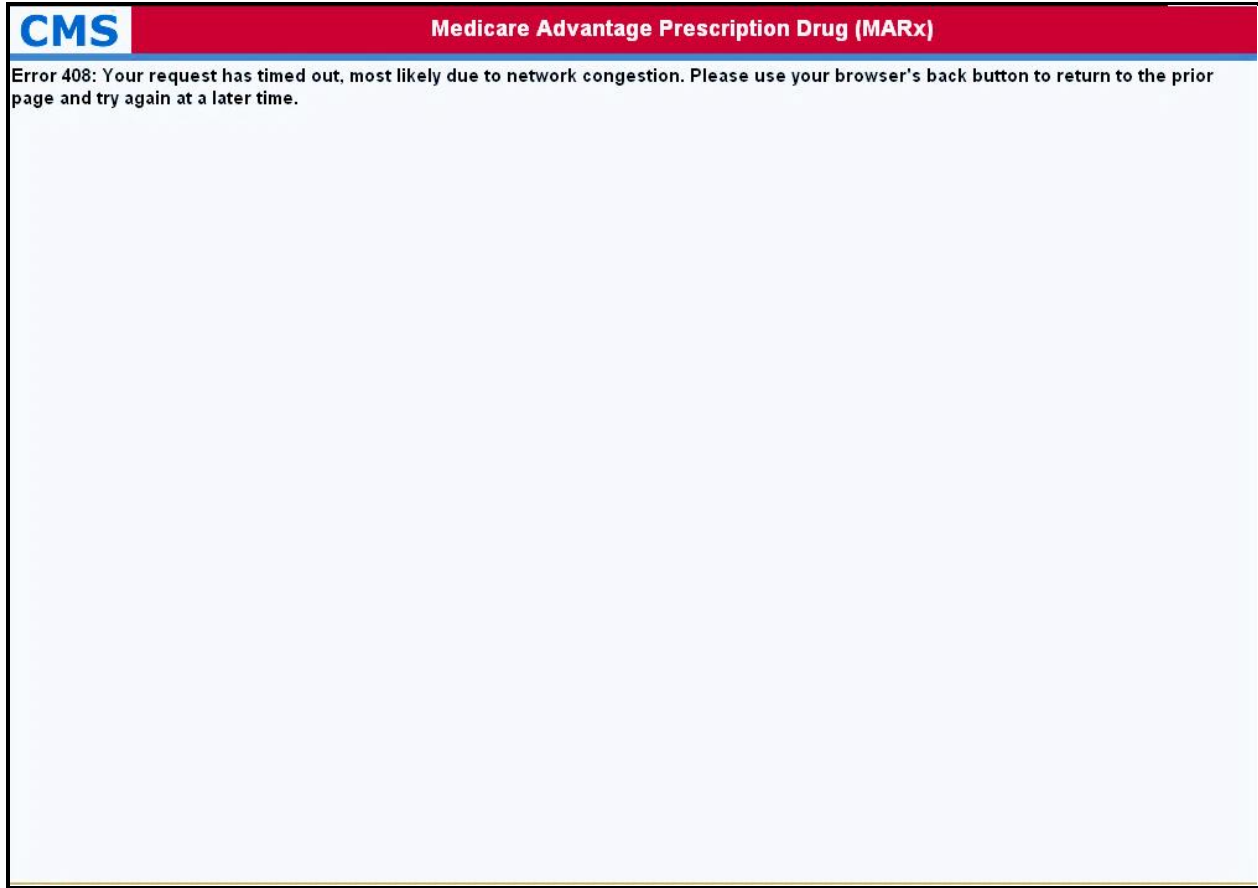 CMS
Medicare Advantage Prescription Drug (MARx)
Error 408: Your request has timed out, most likely due to network congestion. Please use your browser's back button to return to the prior
page and try again at a later time.